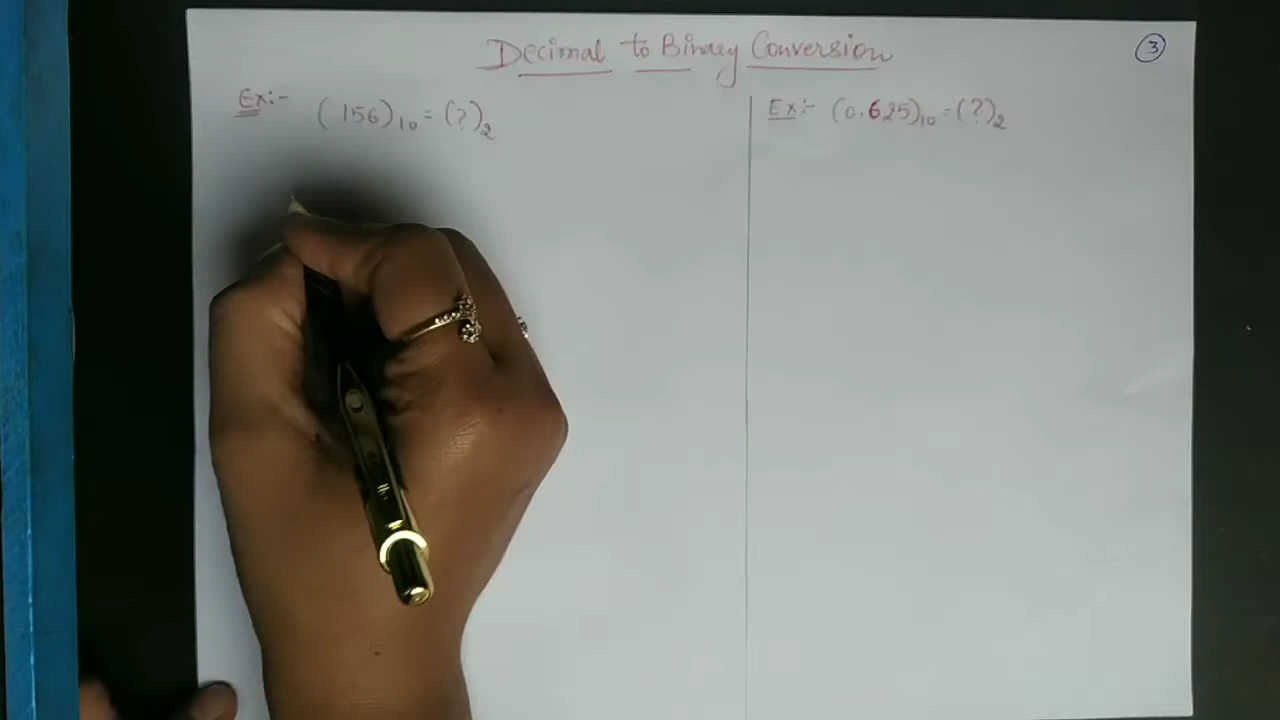 Decimal to Binary Conversion
3
Ex:- (156)₁₀ = (?)₂
Ex:- (0.625)₁₀ = (?)₂